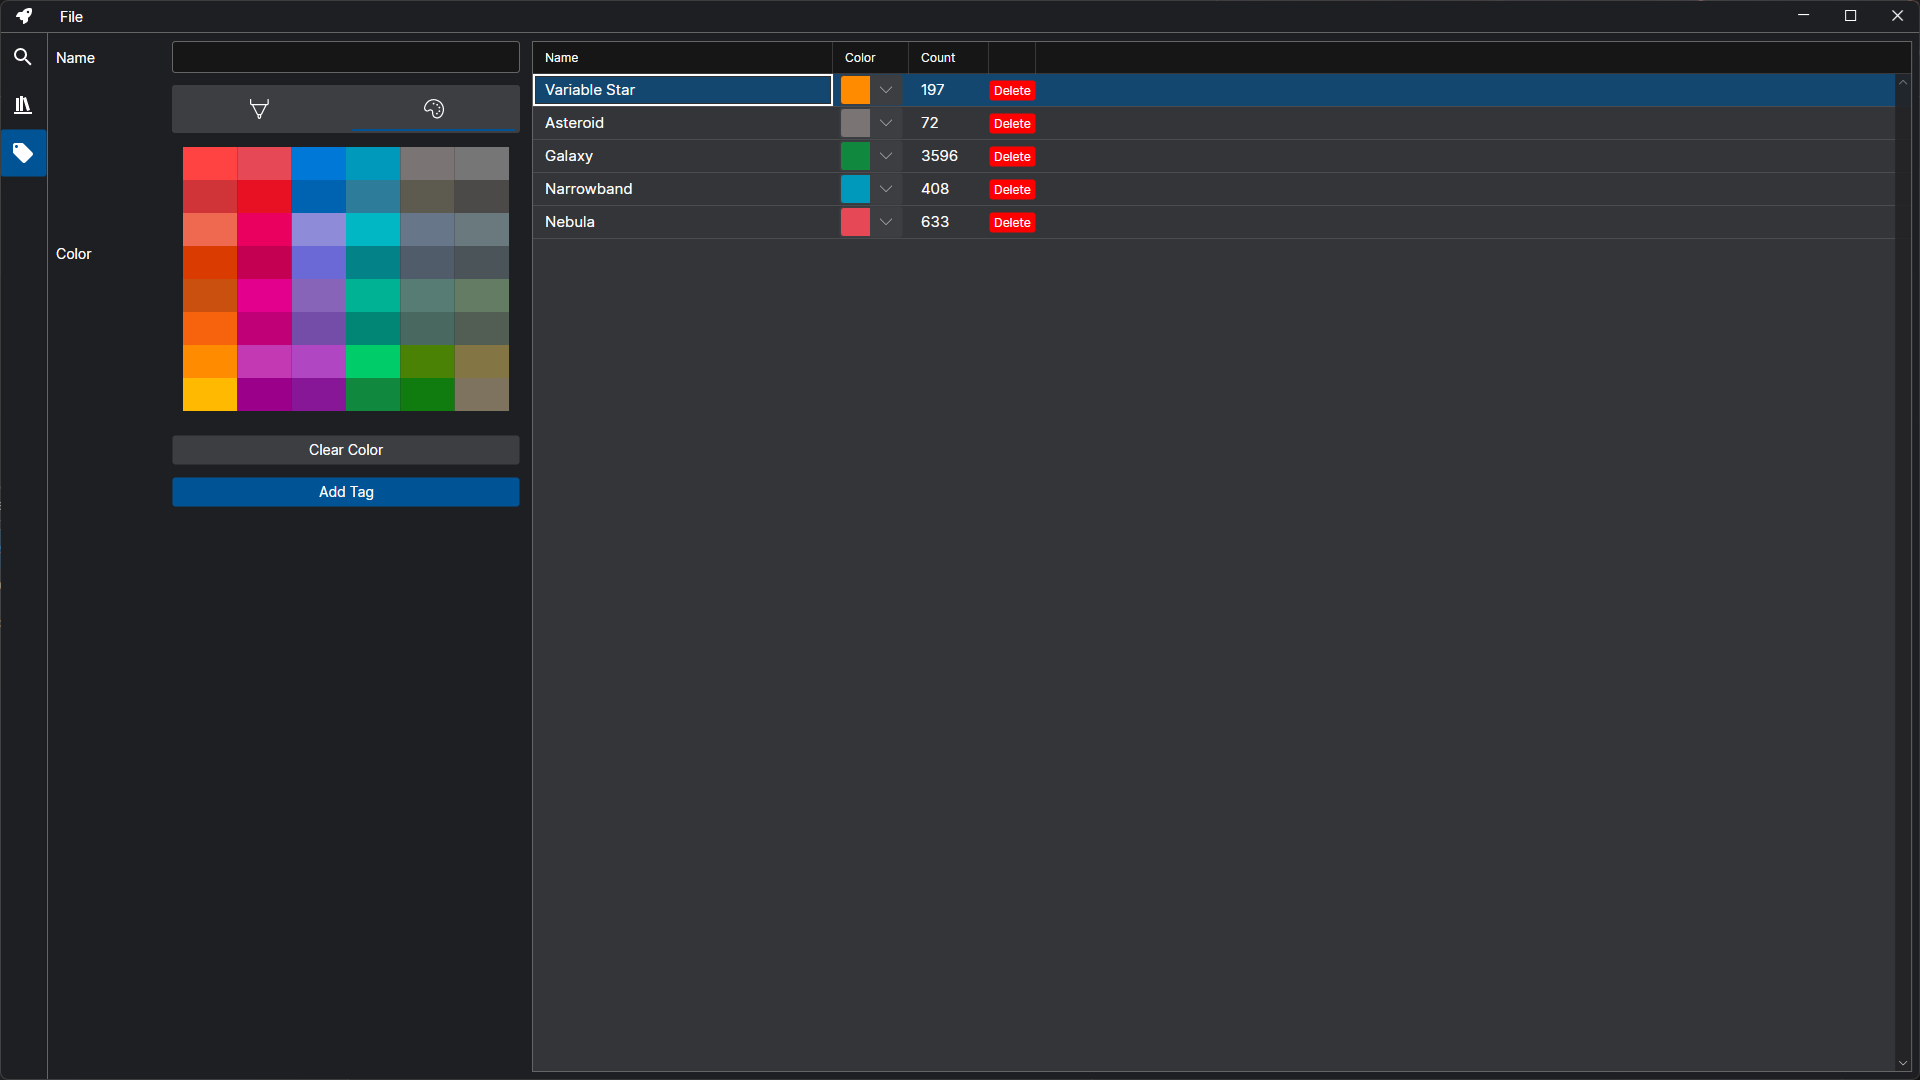 File
Name
Color
Clear Color
Add Tag
Name Color Count
Variable Star 197 Delete
Asteroid 72 Delete
Galaxy 3596 Delete
Narrowband 408 Delete
Nebula 633 Delete